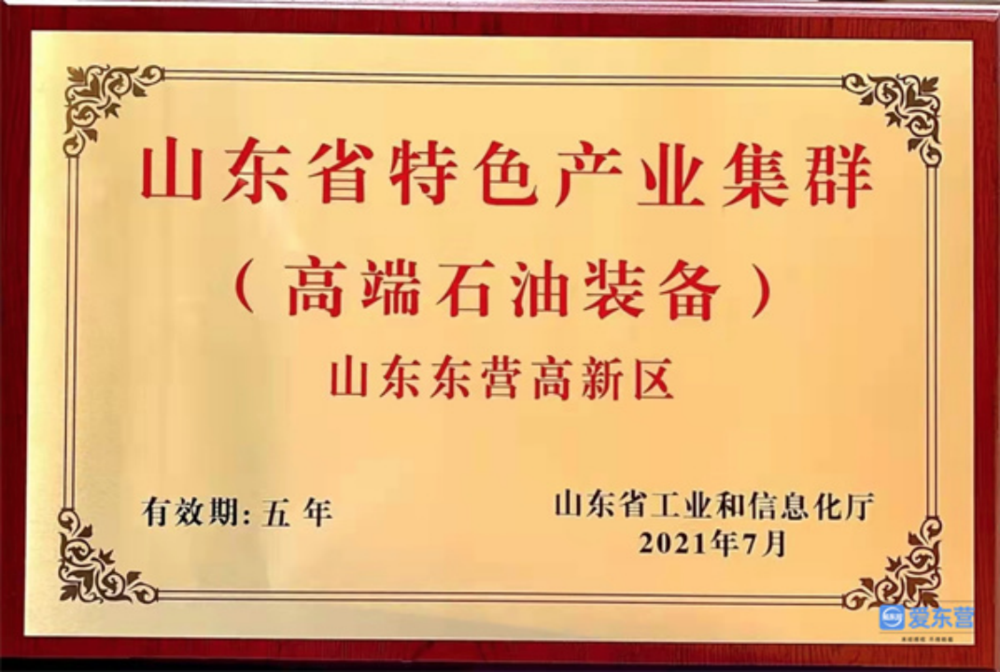 山东省特色产业集群
（高端石油装备）
山东东营高新区
有效期：五年
山东省工业和信息化厅
2021年7月
爱东营